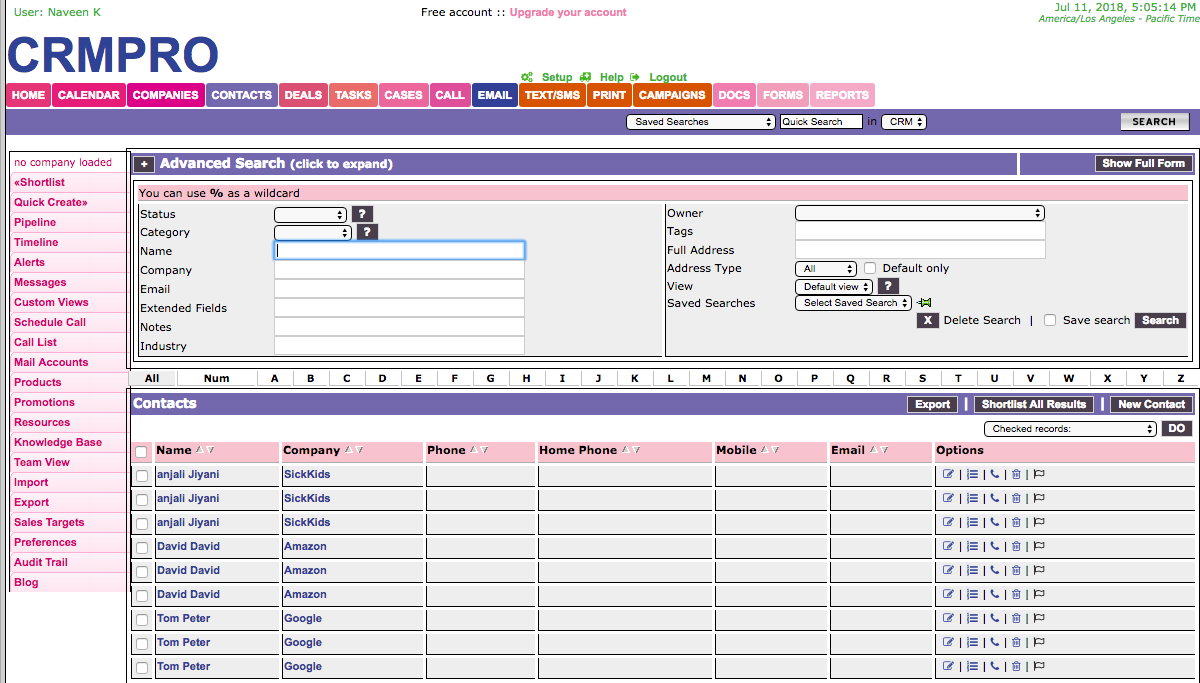 User: Naveen K
Free account :: Upgrade your account
Jul 11, 2018, 5:05:14 PM
America/Los Angeles - Pacific Time
CRMPRO
Setup Help Logout
HOME CALENDAR COMPANIES CONTACTS DEALS TASKS CASES CALL EMAIL TEXT/SMS PRINT CAMPAIGNS DOCS FORMS REPORTS
Saved Searches Quick Search in CRM SEARCH
no company loaded
«Shortlist
Quick Create»
Pipeline
Timeline
Alerts
Messages
Custom Views
Schedule Call
Call List
Mail Accounts
Products
Promotions
Resources
Knowledge Base
Team View
Import
Export
Sales Targets
Preferences
Audit Trail
Blog
+ Advanced Search (click to expand) Show Full Form
You can use % as a wildcard
Status ?
Category ?
Name
Company
Email
Extended Fields
Notes
Industry
Owner
Tags
Full Address
Address Type All Default only
View Default view ?
Saved Searches Select Saved Search
X Delete Search | Save search Search
All Num A B C D E F G H I J K L M N O P Q R S T U V W X Y Z
Contacts Export | Shortlist All Results | New Contact
Checked records: DO
Name Company Phone Home Phone Mobile Email Options
anjali Jiyani SickKids | | | |
anjali Jiyani SickKids | | | |
anjali Jiyani SickKids | | | |
David David Amazon | | | |
David David Amazon | | | |
David David Amazon | | | |
Tom Peter Google | | | |
Tom Peter Google | | | |
Tom Peter Google | | | |